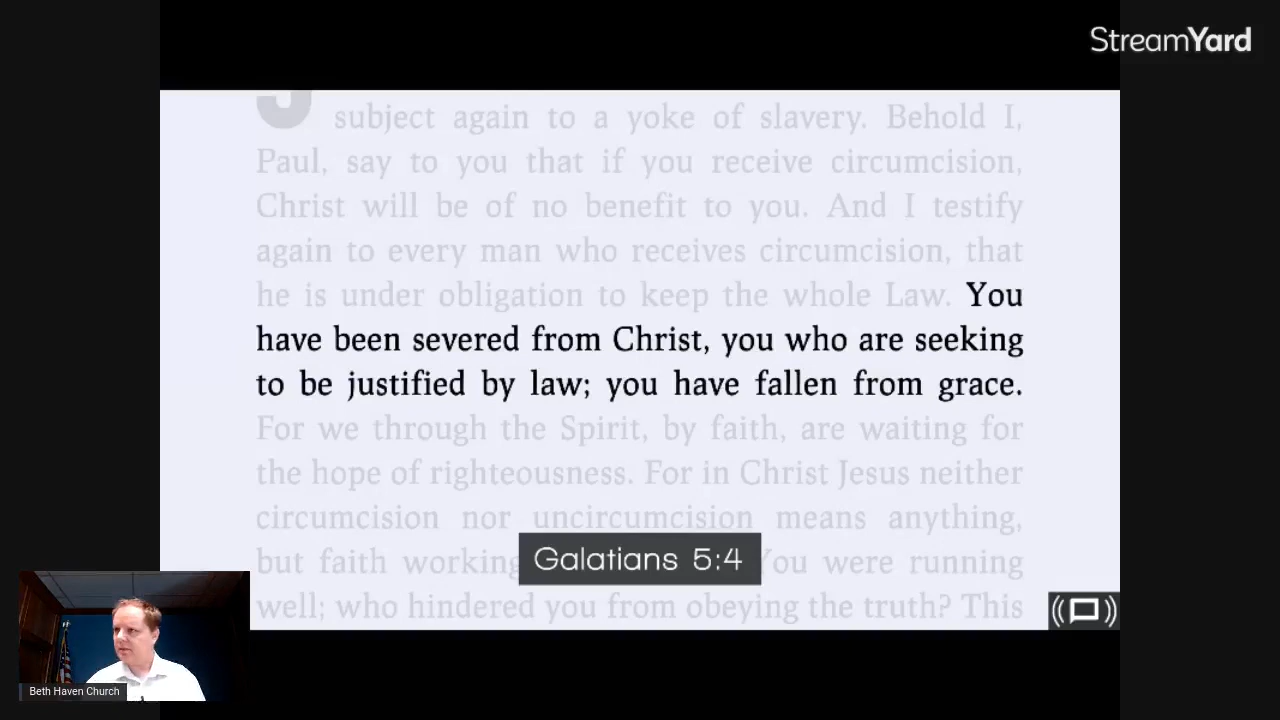 StreamYard
subject again to a yoke of slavery. Behold I,
Paul, say to you that if you receive circumcision,
Christ will be of no benefit to you. And I testify
again to every man who receives circumcision, that
he is under obligation to keep the whole Law. You
have been severed from Christ, you who are seeking
to be justified by law; you have fallen from grace.
For we through the Spirit, by faith, are waiting for
the hope of righteousness. For in Christ Jesus neither
circumcision nor uncircumcision means anything,
but faith working You were running
Galatians 5:4
well; who hindered you from obeying the truth? This
Beth Haven Church